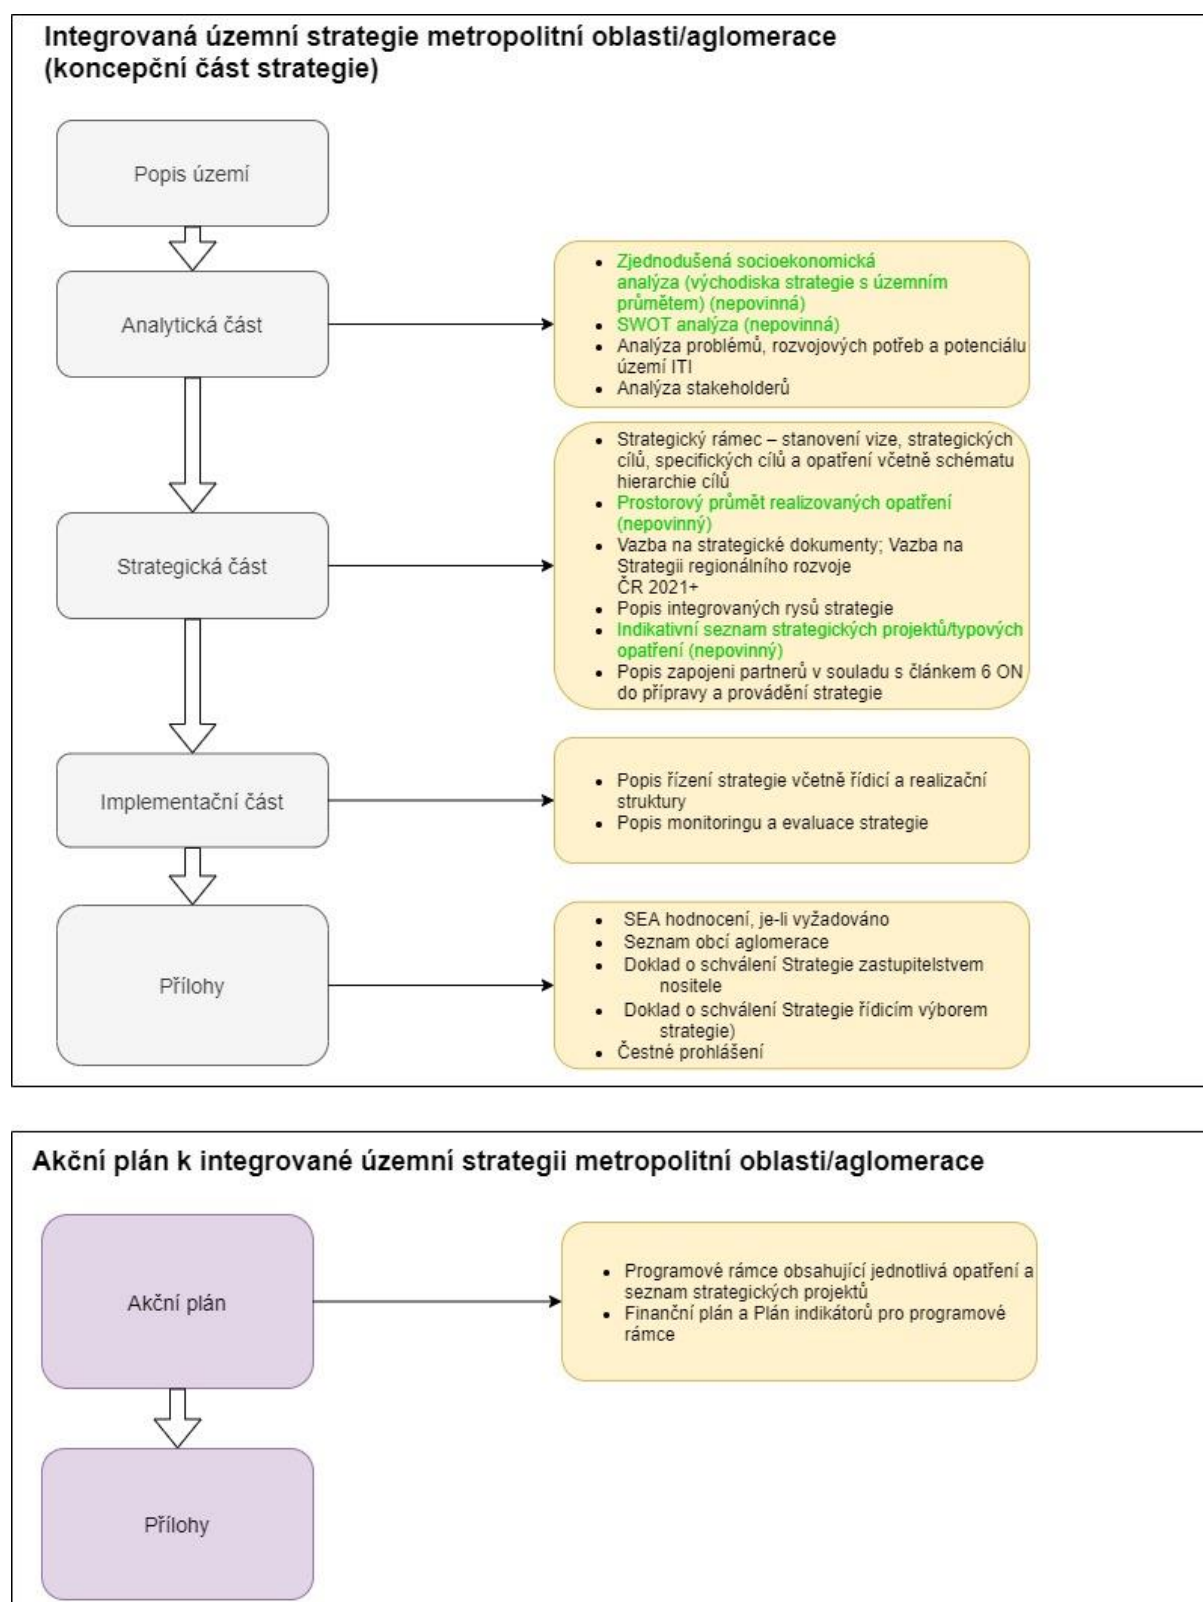 Integrovaná územní strategie metropolitní oblasti/aglomerace
(koncepční část strategie)
Popis území
Analytická část
• Zjednodušená socioekonomická
analýza (východiska strategie s územním
průmětem) (nepovinná)
• SWOT analýza (nepovinná)
• Analýza problémů, rozvojových potřeb a potenciálu
území ITI
• Analýza stakeholderů
Strategická část
• Strategický rámec – stanovení vize, strategických
cílů, specifických cílů a opatření včetně schématu
hierarchie cílů
• Prostorový průmět realizovaných opatření
(nepovinný)
• Vazba na strategické dokumenty; Vazba na
Strategii regionálního rozvoje
ČR 2021+
• Popis integrovaných rysů strategie
• Indikativní seznam strategických projektů/typových
opatření (nepovinný)
• Popis zapojeni partnerů v souladu s článkem 6 ON
do přípravy a provádění strategie
Implementační část
• Popis řízení strategie včetně řídicí a realizační
struktury
• Popis monitoringu a evaluace strategie
Přílohy
• SEA hodnocení, je-li vyžadováno
• Seznam obcí aglomerace
• Doklad o schválení Strategie zastupitelstvem
nositele
• Doklad o schválení Strategie řídicím výborem
strategie)
• Čestné prohlášení
Akční plán k integrované územní strategii metropolitní oblasti/aglomerace
Akční plán
• Programové rámce obsahující jednotlivá opatření a
seznam strategických projektů
• Finanční plán a Plán indikátorů pro programové
rámce
Přílohy